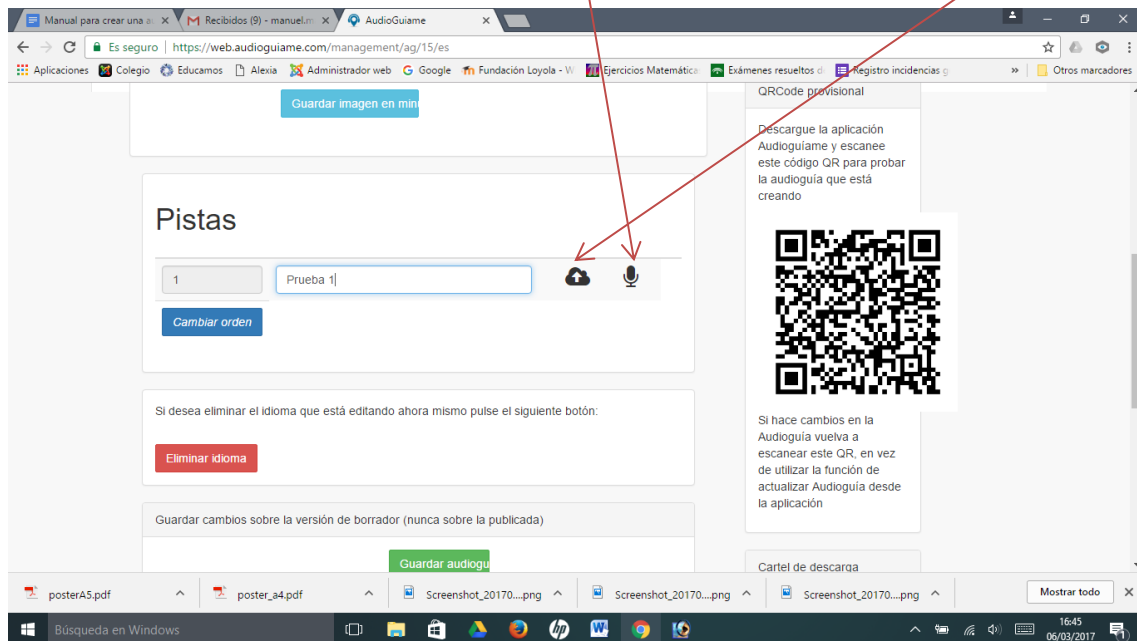 Manual para crear una au
Recibidos (9) - manuel.m
AudioGuiame
Es seguro | https://web.audioguiame.com/management/ag/15/es
Aplicaciones Colegio Educamos Alexia Administrador web Google Fundación Loyola - W Ejercicios Matemática Exámenes resueltos d Registro incidencias g » Otros marcadores
Guardar imagen en minu
Pistas
1 Prueba 1
Cambiar orden
Si desea eliminar el idioma que está editando ahora mismo pulse el siguiente botón:
Eliminar idioma
Guardar cambios sobre la versión de borrador (nunca sobre la publicada)
Guardar audiogu
QRCode provisional
Descargue la aplicación
Audioguíame y escanee
este código QR para probar
la audioguía que está
creando
Si hace cambios en la
Audioguía vuelva a
escanear este QR, en vez
de utilizar la función de
actualizar Audioguía desde
la aplicación
Cartel de descarga
posterA5.pdf poster_a4.pdf Screenshot_20170....png Screenshot_20170....png Screenshot_20170....png Mostrar todo
Búsqueda en Windows
16:45
06/03/2017